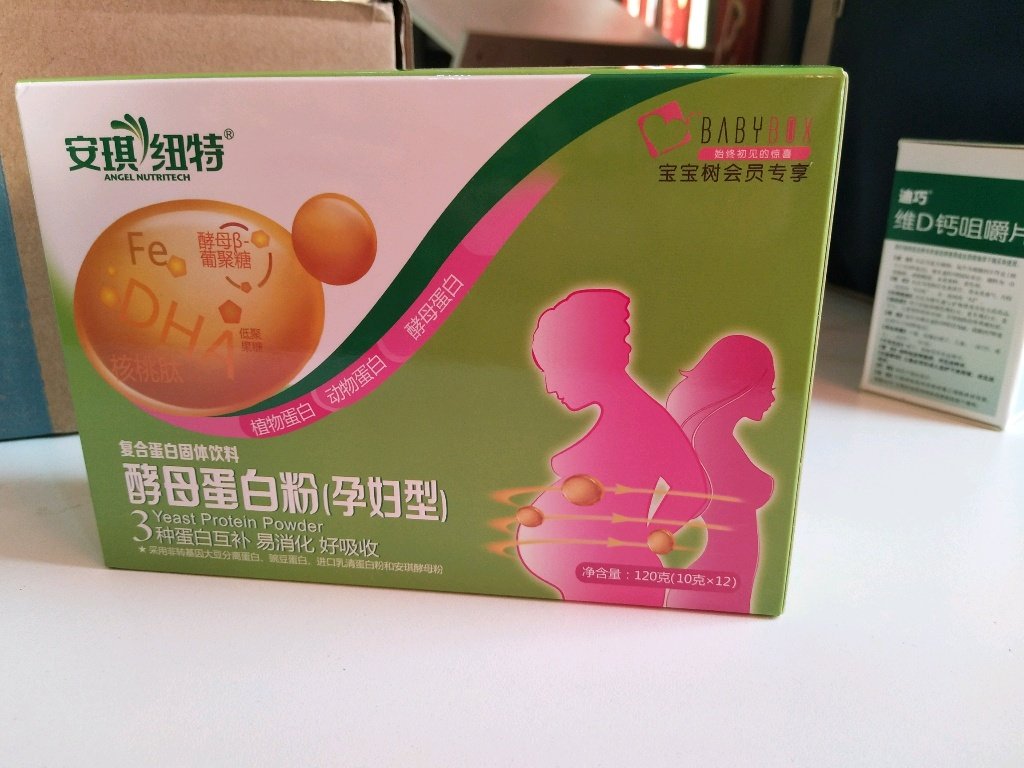 安琪纽特®
ANGEL NUTRITECH
BABYBOX
始终初见的惊喜
宝宝树会员专享
Fe
酵母β-
葡聚糖
DHA
低聚
果糖
核桃肽
植物蛋白 动物蛋白 酵母蛋白
复合蛋白固体饮料
酵母蛋白粉(孕妇型)
Yeast Protein Powder
3种蛋白互补 易消化 好吸收
★采用非转基因大豆分离蛋白、豌豆蛋白、进口乳清蛋白粉和安琪酵母粉
净含量：120克(10克×12)
迪巧
维D钙咀嚼片